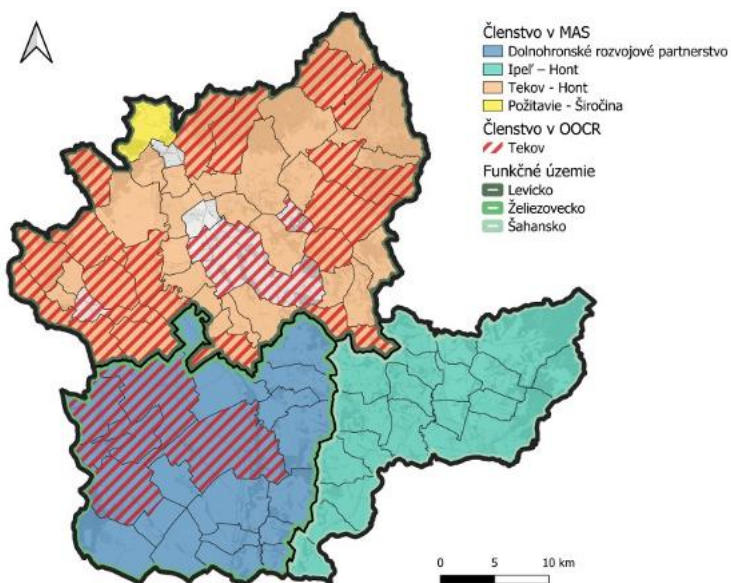 Členstvo v MAS
Dolnohronské rozvojové partnerstvo
Ipeľ – Hont
Tekov - Hont
Požitavie - Širočina
Členstvo v OOCR
Tekov
Funkčné územie
Levicko
Želiezovecko
Šahansko
0 5 10 km